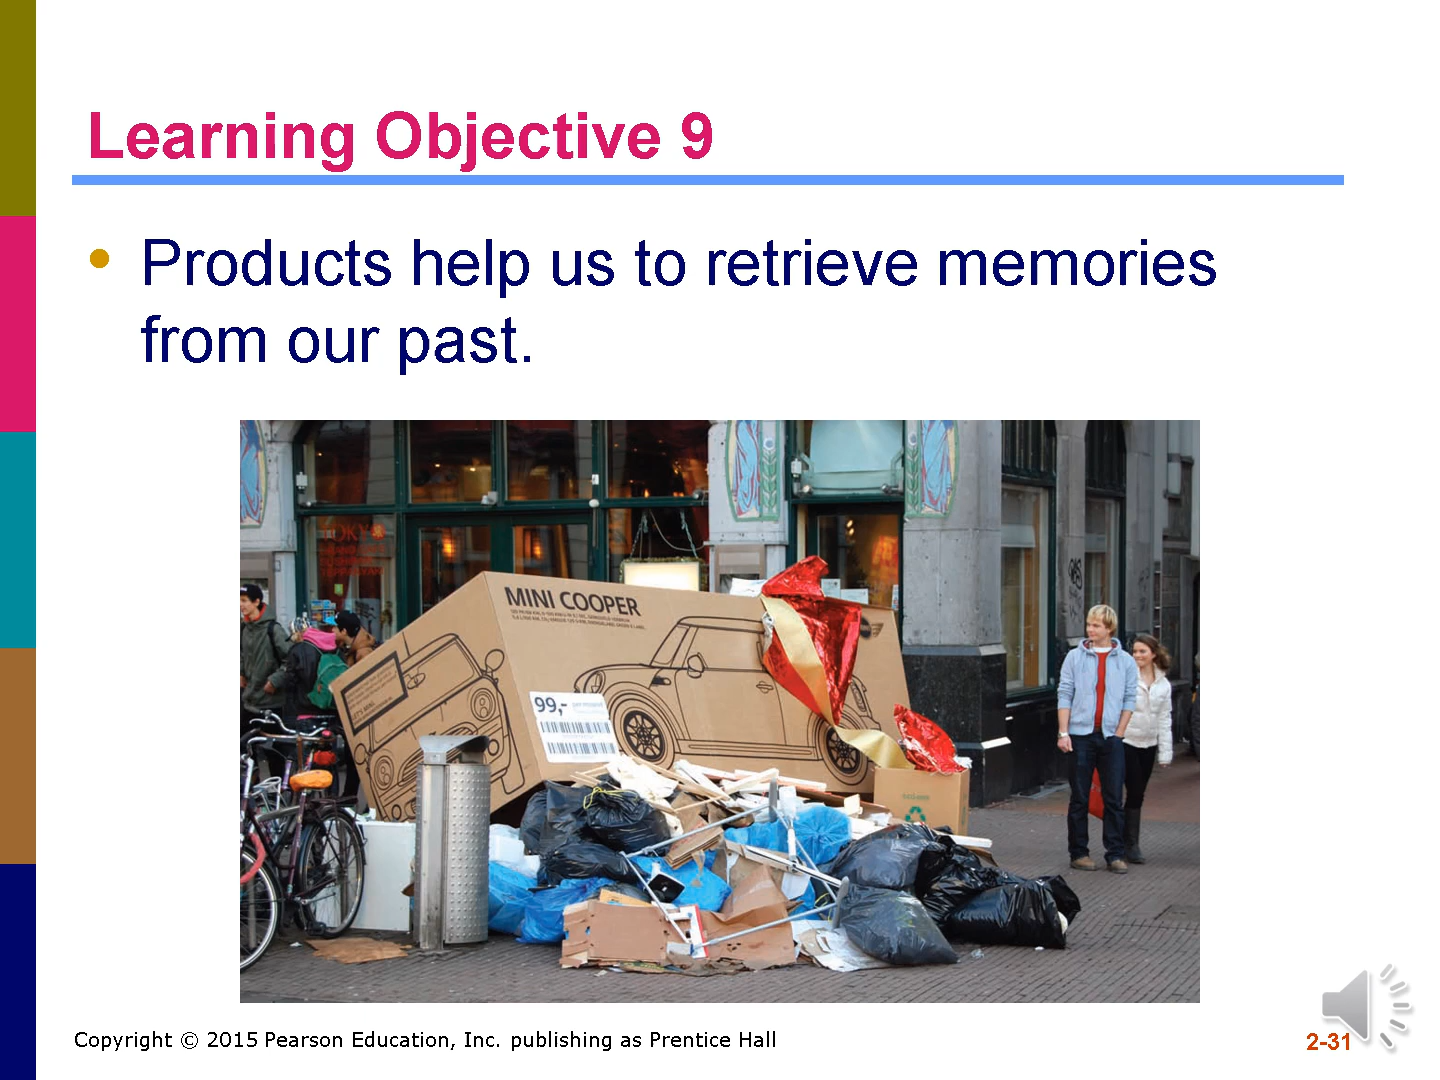 Learning Objective 9
• Products help us to retrieve memories
from our past.
MINI COOPER
99,-
Copyright © 2015 Pearson Education, Inc. publishing as Prentice Hall
2-31